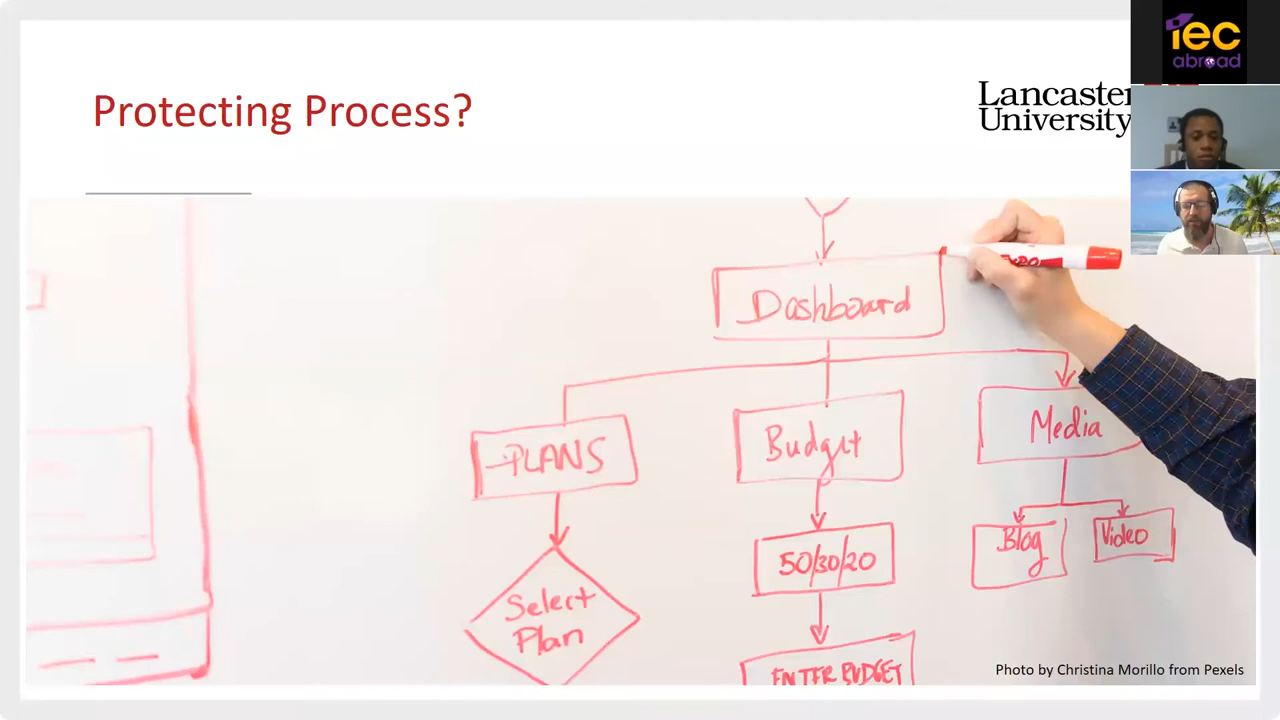 Protecting Process?
Lancaster
University
iec
abroad
EXPO
Dashboard
PLANS
Budget
Media
Select
Plan
50/30/20
Blog
Video
ENTER BUDGET
Photo by Christina Morillo from Pexels